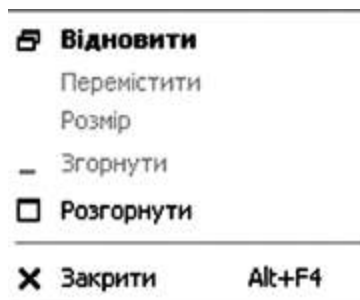 Відновити
Перемістити
Розмір
Згорнути
Розгорнути
Закрити Alt+F4